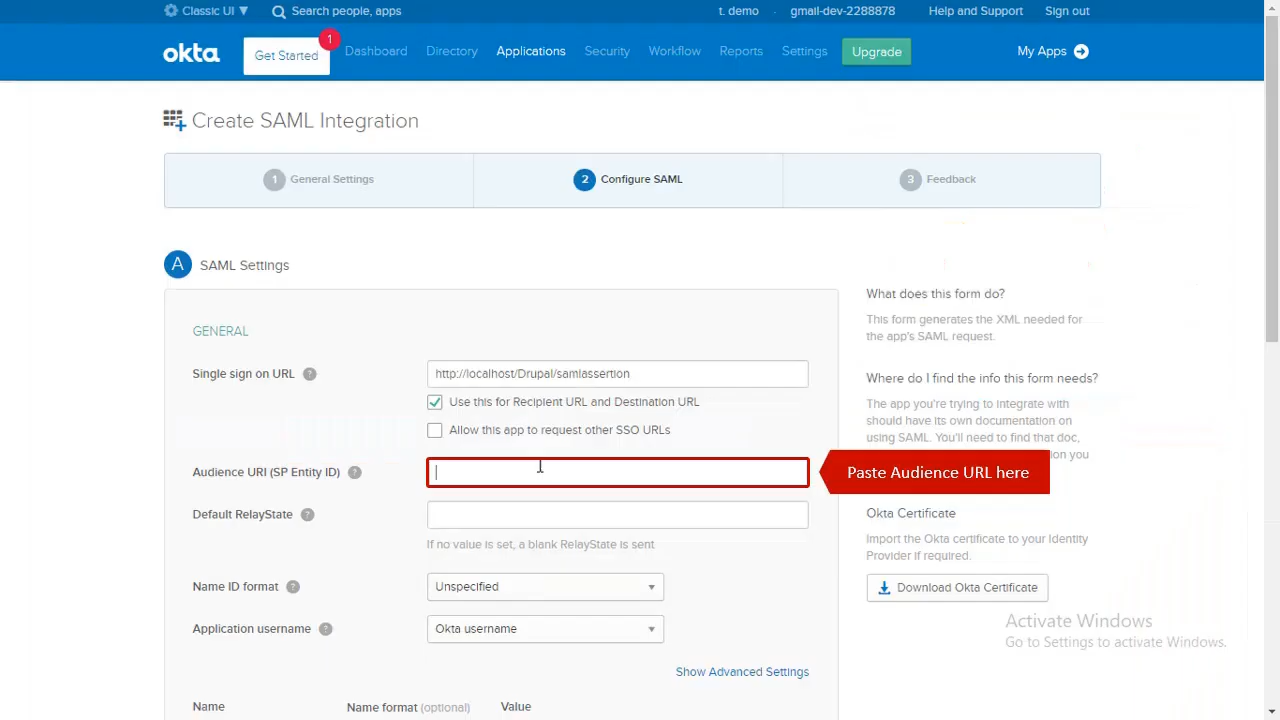 Classic UI ▼ Search people, apps t. demo gmail-dev-2288878 Help and Support Sign out
okta Get Started 1 Dashboard Directory Applications Security Workflow Reports Settings Upgrade My Apps
Create SAML Integration
1 General Settings 2 Configure SAML 3 Feedback
A SAML Settings
GENERAL
Single sign on URL ? http://localhost/Drupal/samlassertion
Use this for Recipient URL and Destination URL
Allow this app to request other SSO URLs
Audience URI (SP Entity ID) ?
Paste Audience URL here
Default RelayState ?
If no value is set, a blank RelayState is sent
Name ID format ? Unspecified
Application username ? Okta username
Show Advanced Settings
Name Name format (optional) Value
What does this form do?
This form generates the XML needed for
the app's SAML request.
Where do I find the info this form needs?
The app you're trying to integrate with
should have its own documentation on
using SAML. You'll need to find that doc,
you
Okta Certificate
Import the Okta certificate to your Identity
Provider if required.
Download Okta Certificate
Activate Windows
Go to Settings to activate Windows.